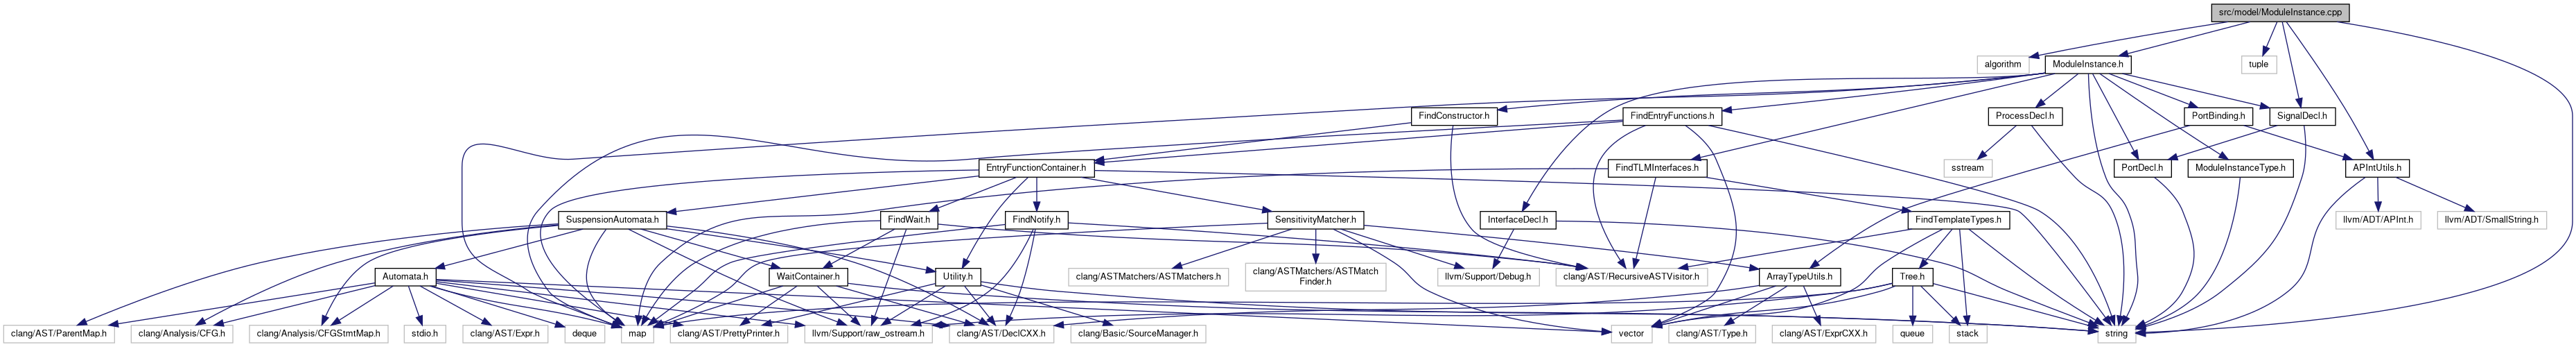 src/model/ModuleInstance.cpp
algorithm
ModuleInstance.h
tuple
FindConstructor.h
FindEntryFunctions.h
ProcessDecl.h
PortBinding.h
SignalDecl.h
EntryFunctionContainer.h
FindTLMInterfaces.h
sstream
PortDecl.h
ModuleInstanceType.h
APIntUtils.h
SuspensionAutomata.h
FindWait.h
FindNotify.h
SensitivityMatcher.h
InterfaceDecl.h
FindTemplateTypes.h
llvm/ADT/APInt.h
llvm/ADT/SmallString.h
Automata.h
WaitContainer.h
Utility.h
clang/ASTMatchers/ASTMatchers.h
clang/ASTMatchers/ASTMatch
Finder.h
llvm/Support/Debug.h
clang/AST/RecursiveASTVisitor.h
ArrayTypeUtils.h
Tree.h
clang/AST/ParentMap.h
clang/Analysis/CFG.h
clang/Analysis/CFGStmtMap.h
stdio.h
clang/AST/Expr.h
deque
map
clang/AST/PrettyPrinter.h
llvm/Support/raw_ostream.h
clang/AST/DeclCXX.h
clang/Basic/SourceManager.h
vector
clang/AST/Type.h
clang/AST/ExprCXX.h
queue
stack
string